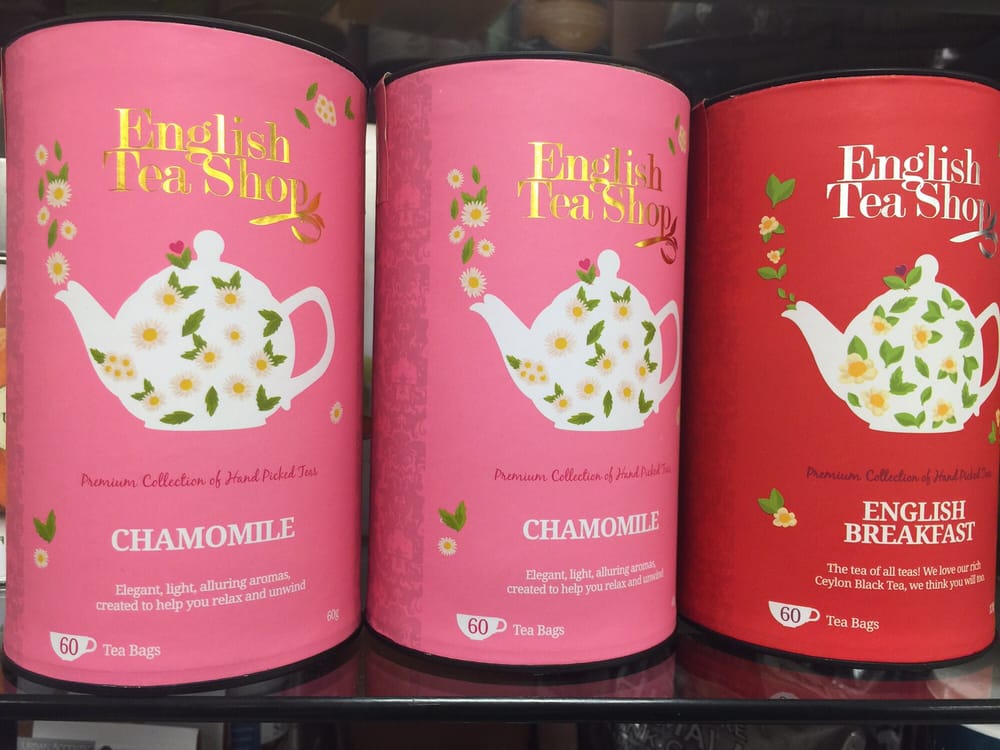 English
Tea Shop
Premium Collection of Hand Picked Teas
CHAMOMILE
Elegant, light, alluring aromas,
created to help you relax and unwind
60g
60 Tea Bags
English
Tea Shop
Premium Collection of Hand Picked Teas
CHAMOMILE
Elegant, light, alluring aromas,
created to help you relax and unwind
60 Tea Bags
English
Tea Shop
Premium Collection of Hand Picked Teas
ENGLISH
BREAKFAST
The tea of all teas! We love our rich
Ceylon Black Tea, we think you will too.
60 Tea Bags